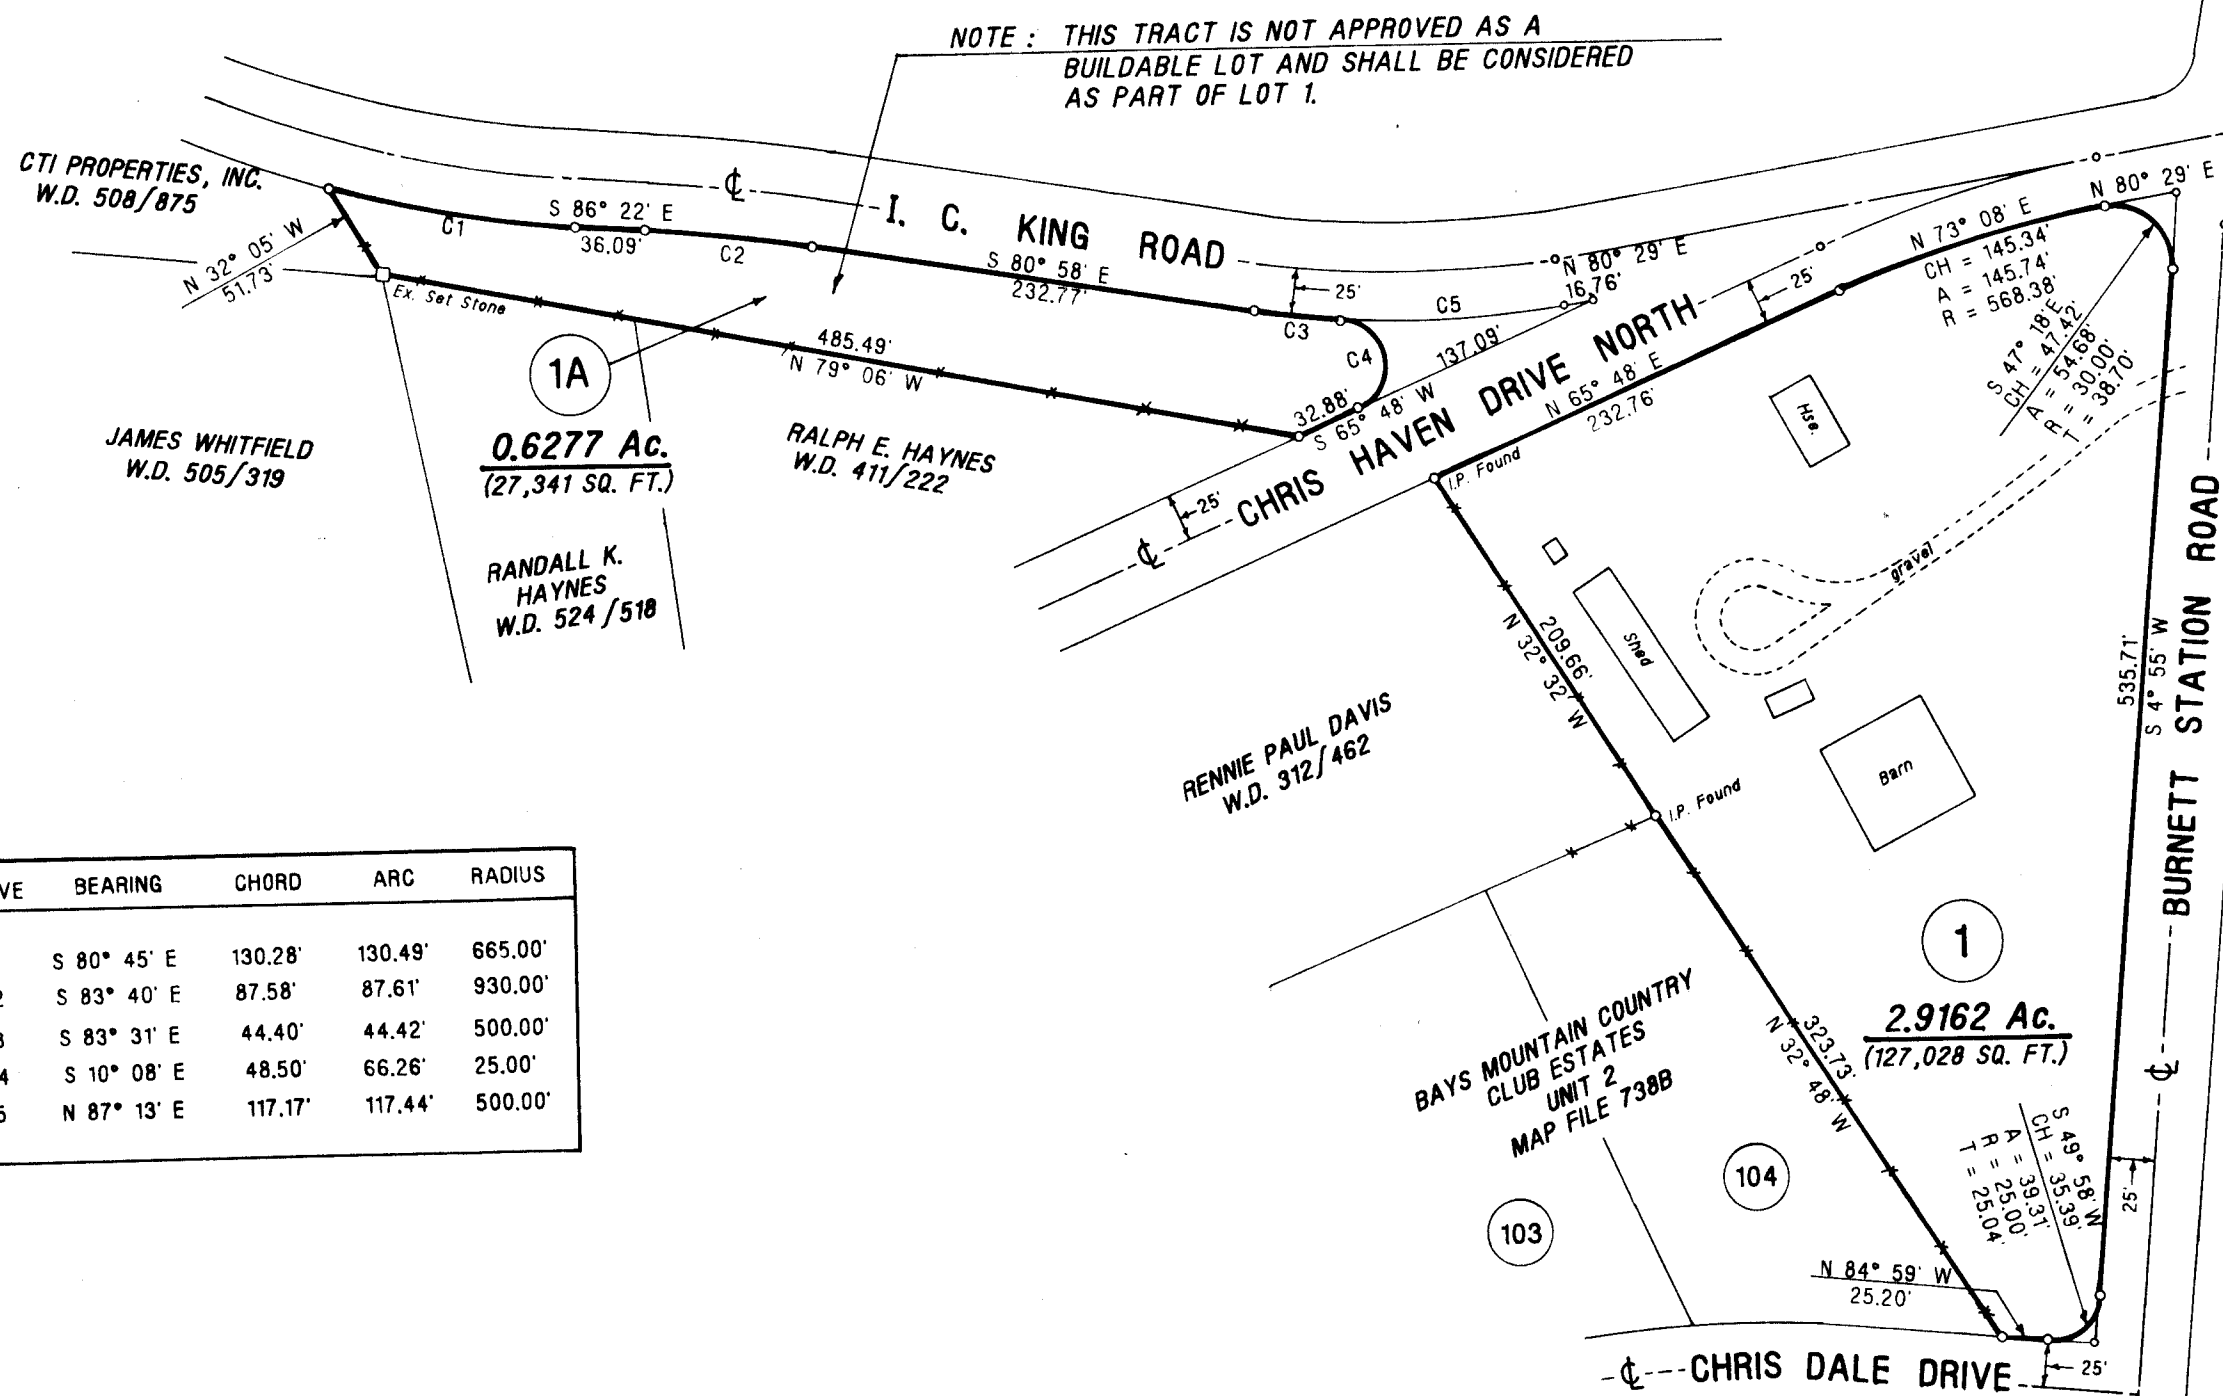 NOTE : THIS TRACT IS NOT APPROVED AS A
BUILDABLE LOT AND SHALL BE CONSIDERED
AS PART OF LOT 1.
CTI PROPERTIES, INC.
W.D. 508/875
N 32° 05' W
51.73'
C1
S 86° 22' E
36.09'
C2
℄
I. C. KING ROAD
S 80° 58' E
232.77'
25'
C3
C4
C5
N 80° 29' E
16.76'
137.09'
32.88'
S 65° 48' W
Ex. Set Stone
485.49'
N 79° 06' W
1A
0.6277 Ac.
(27,341 SQ. FT.)
JAMES WHITFIELD
W.D. 505/319
RALPH E. HAYNES
W.D. 411/222
RANDALL K.
HAYNES
W.D. 524/518
25'
℄
CHRIS HAVEN DRIVE NORTH
25'
N 65° 48' E
232.76'
N 73° 08' E
CH = 145.34'
A = 145.74'
R = 568.38'
N 80° 29' E
S 47° 18' E
CH = 47.42'
A = 54.68'
R = 30.00'
T = 38.70'
I.P. Found
Hse.
Shed
gravel
Barn
209.66'
N 32° 32' W
I.P. Found
RENNIE PAUL DAVIS
W.D. 312/462
535.71'
S 4° 55' W
BURNETT STATION ROAD
℄
1
2.9162 Ac.
(127,028 SQ. FT.)
323.73'
N 32° 48' W
BAYS MOUNTAIN COUNTRY
CLUB ESTATES
UNIT 2
MAP FILE 738B
104
103
S 49° 58' W
CH = 35.39'
A = 39.31'
R = 25.00'
T = 25.04'
25'
N 84° 59' W
25.20'
℄
CHRIS DALE DRIVE
25'
VE BEARING CHORD ARC RADIUS
S 80° 45' E 130.28' 130.49' 665.00'
2 S 83° 40' E 87.58' 87.61' 930.00'
3 S 83° 31' E 44.40' 44.42' 500.00'
4 S 10° 08' E 48.50' 66.26' 25.00'
5 N 87° 13' E 117.17' 117.44' 500.00'